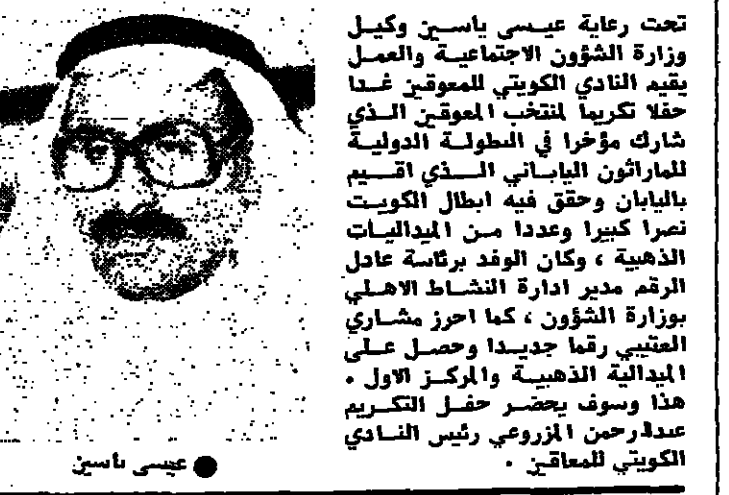 تحت رعاية عيسى ياسين وكيل
وزارة الشؤون الاجتماعية والعمل
يقيم النادي الكويتي للمعوقين غدا
حفلا تكريما لمنتخب المعوقين الذي
شارك مؤخرا في البطولة الدولية
للماراثون الياباني الذي اقيم
باليابان وحقق فيه ابطال الكويت
نصرا كبيرا وعددا من الميداليات
الذهبية ، وكان الوفد برئاسة عادل
الرقم مدير ادارة النشاط الاهلي
بوزارة الشؤون ، كما احرز مشاري
العتيبي رقما جديدا وحصل على
الميدالية الذهبية والمركز الاول .
هذا وسوف يحضر حفل التكريم
عبدالرحمن المزروعي رئيس النادي
الكويتي للمعاقين .
● عيسى ياسين